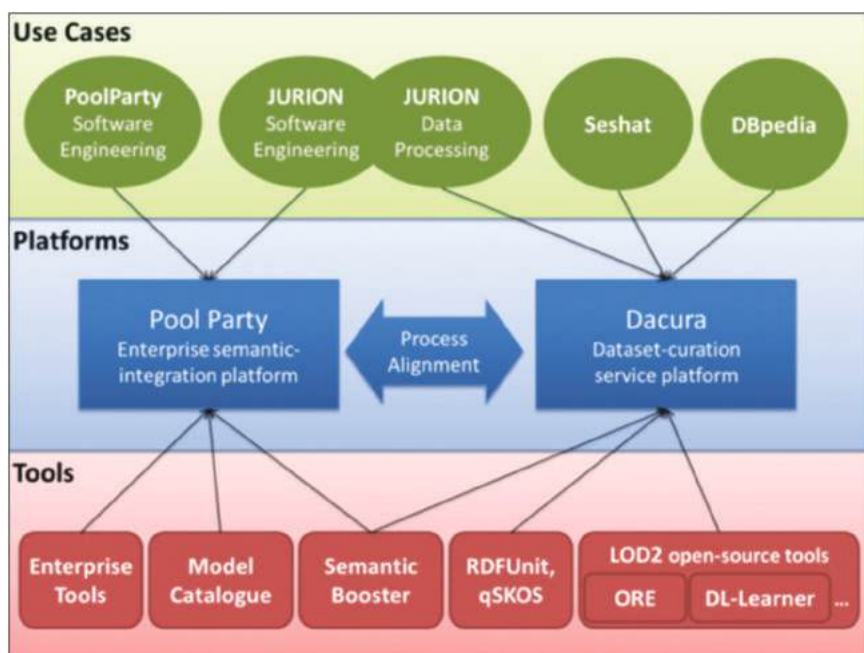 Use Cases
PoolParty
Software
Engineering
JURION
Software
Engineering
JURION
Data
Processing
Seshat
DBpedia
Platforms
Pool Party
Enterprise semantic-
integration platform
Process
Alignment
Dacura
Dataset-curation
service platform
Tools
Enterprise
Tools
Model
Catalogue
Semantic
Booster
RDFUnit,
qSKOS
LOD2 open-source tools
ORE
DL-Learner
...